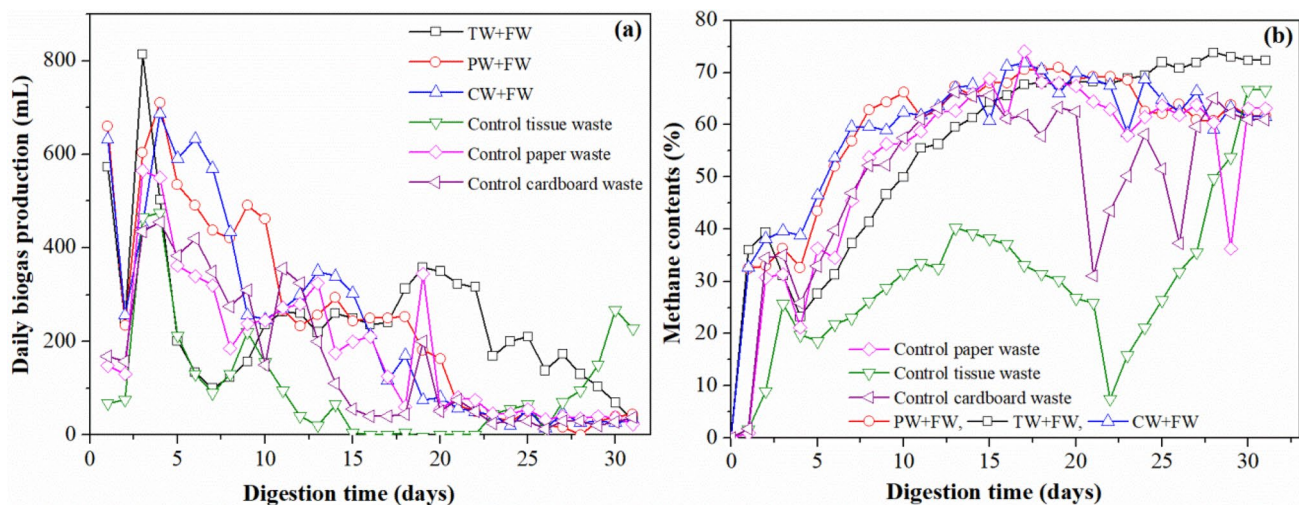 (a)
TW+FW
PW+FW
CW+FW
Control tissue waste
Control paper waste
Control cardboard waste
Daily biogas production (mL)
800
600
400
200
0
0 5 10 15 20 25 30
Digestion time (days)
(b)
Methane contents (%)
80
70
60
50
40
30
20
10
0
Control paper waste
Control tissue waste
Control cardboard waste
PW+FW, TW+FW, CW+FW
0 5 10 15 20 25 30
Digestion time (days)